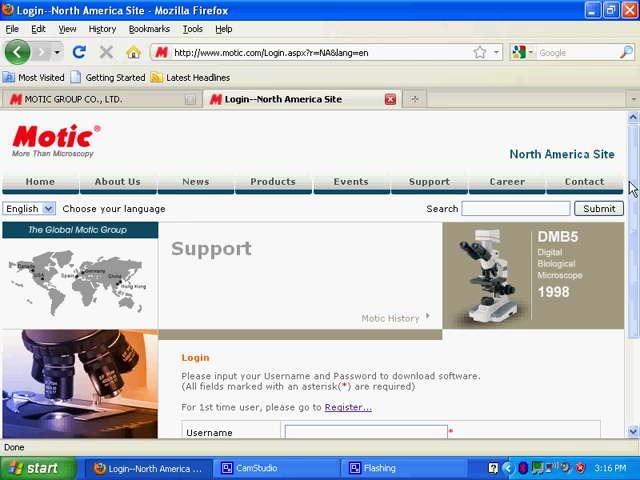 Login--North America Site - Mozilla Firefox
File Edit View History Bookmarks Tools Help
http://www.motic.com/Login.aspx?r=NA&lang=en
Google
Most Visited Getting Started Latest Headlines
MOTIC GROUP CO., LTD. Login--North America Site
Motic®
More Than Microscopy
North America Site
Home About Us News Products Events Support Career Contact
English Choose your language Search Submit
The Global Motic Group
Canada
USA
Spain
Germany
China
Hong Kong
Support
Motic History
DMB5
Digital
Biological
Microscope
1998
Login
Please input your Username and Password to download software.
(All fields marked with an asterisk(*) are required)
For 1st time user, please go to Register...
Username *
Done
start Login--North America ... CamStudio Flashing 3:16 PM